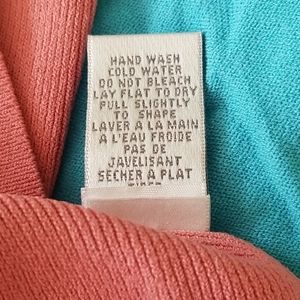 HAND WASH
COLD WATER
DO NOT BLEACH
LAY FLAT TO DRY
PULL SLIGHTLY
TO SHAPE
LAVER A LA MAIN
A L'EAU FROIDE
PAS DE
JAVELISANT
SECHER A PLAT